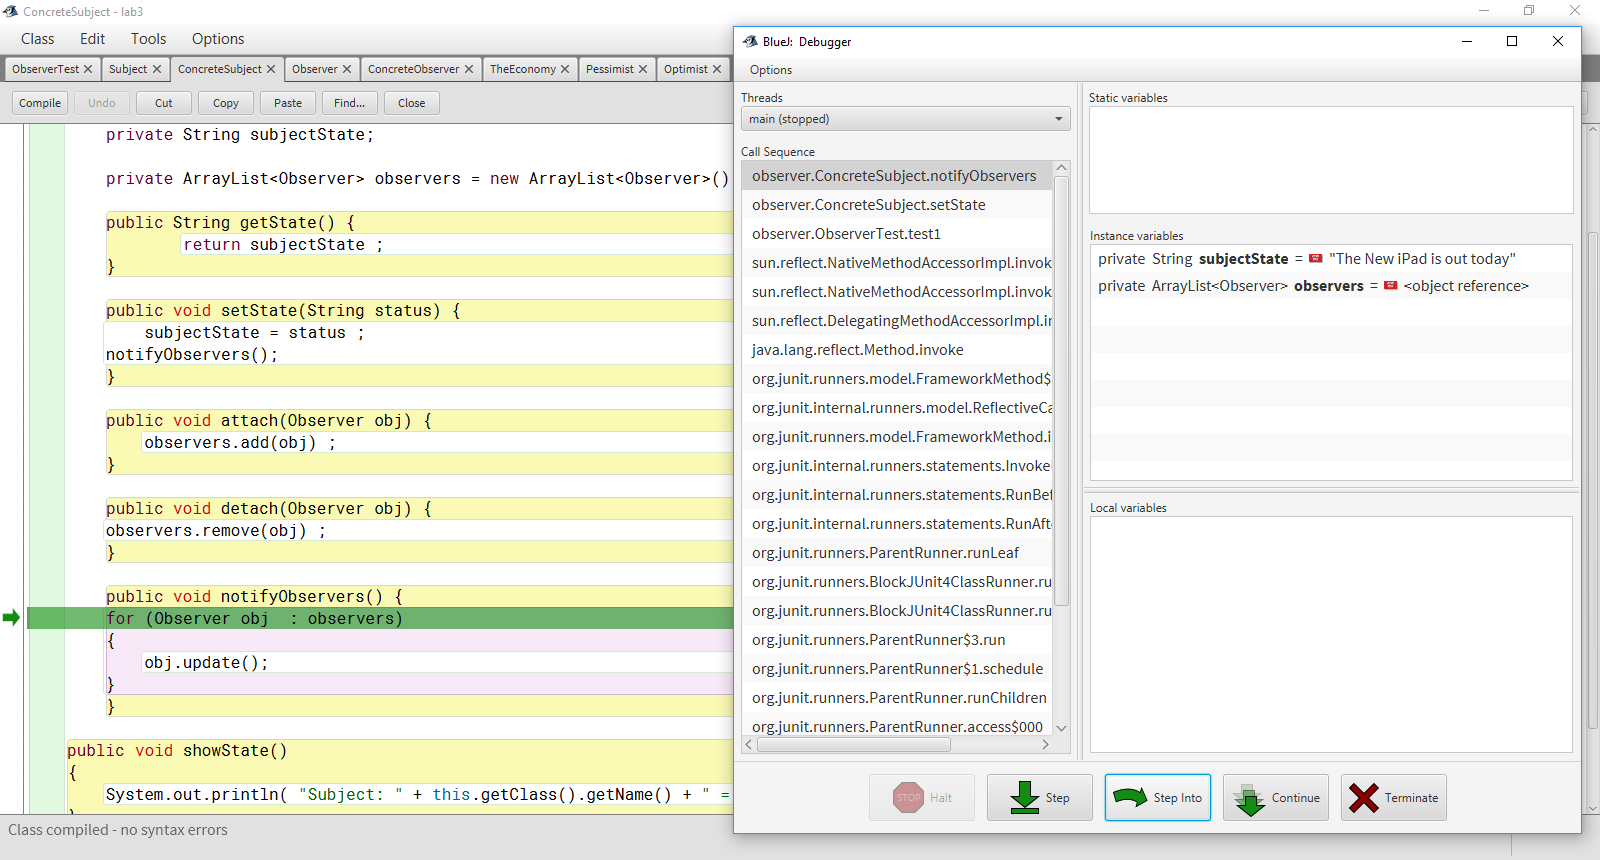 ConcreteSubject - lab3
Class Edit Tools Options
ObserverTest Subject ConcreteSubject Observer ConcreteObserver TheEconomy Pessimist Optimist
Compile Undo Cut Copy Paste Find... Close
private String subjectState;
private ArrayList<Observer> observers = new ArrayList<Observer>()
public String getState() {
return subjectState ;
}
public void setState(String status) {
subjectState = status ;
notifyObservers();
}
public void attach(Observer obj) {
observers.add(obj) ;
}
public void detach(Observer obj) {
observers.remove(obj) ;
}
public void notifyObservers() {
for (Observer obj  : observers)
{
obj.update();
}
}
public void showState()
{
System.out.println( "Subject: " + this.getClass().getName() + " =
Class compiled - no syntax errors
BlueJ: Debugger
Options
Threads
main (stopped)
Call Sequence
observer.ConcreteSubject.notifyObservers
observer.ConcreteSubject.setState
observer.ObserverTest.test1
sun.reflect.NativeMethodAccessorImpl.invok
sun.reflect.NativeMethodAccessorImpl.invok
sun.reflect.DelegatingMethodAccessorImpl.in
java.lang.reflect.Method.invoke
org.junit.runners.model.FrameworkMethod$
org.junit.internal.runners.model.ReflectiveCa
org.junit.runners.model.FrameworkMethod.i
org.junit.internal.runners.statements.Invoke
org.junit.internal.runners.statements.RunBef
org.junit.internal.runners.statements.RunAft
org.junit.runners.ParentRunner.runLeaf
org.junit.runners.BlockJUnit4ClassRunner.ru
org.junit.runners.BlockJUnit4ClassRunner.ru
org.junit.runners.ParentRunner$3.run
org.junit.runners.ParentRunner$1.schedule
org.junit.runners.ParentRunner.runChildren
org.junit.runners.ParentRunner.access$000
Static variables
Instance variables
private String subjectState = "The New iPad is out today"
private ArrayList<Observer> observers = <object reference>
Local variables
STOP Halt Step Step Into Continue Terminate